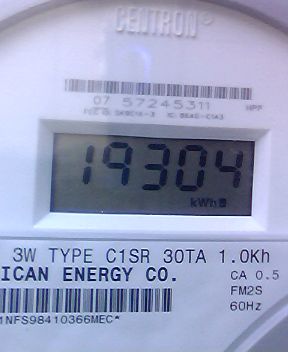 CENTRON®
07 57245311 HPF
19304
kWh
3W TYPE C1SR 30TA 1.0Kh
ICAN ENERGY CO. CA 0.5
FM2S
60Hz
1NFS98410366MEC*